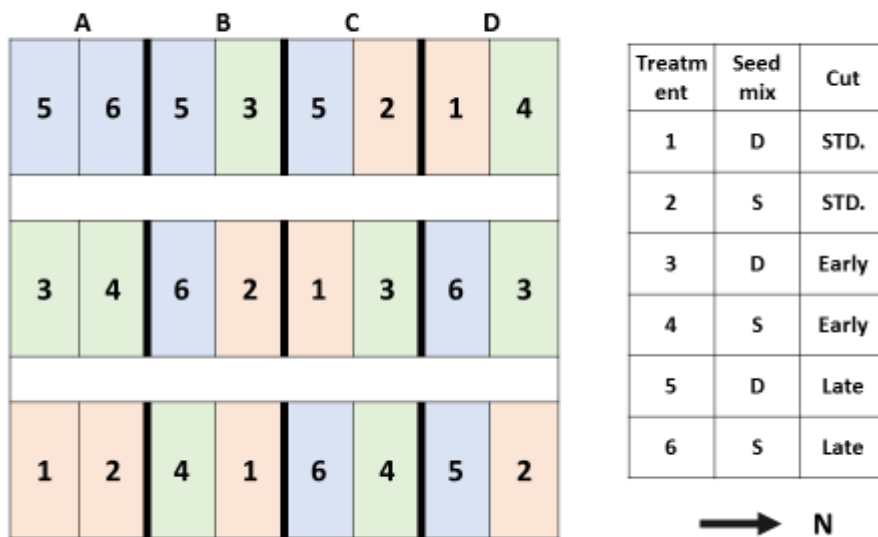 A B C D
5 6 5 3 5 2 1 4
3 4 6 2 1 3 6 3
1 2 4 1 6 4 5 2
Treatm
ent Seed
mix Cut
1 D STD.
2 S STD.
3 D Early
4 S Early
5 D Late
6 S Late
N